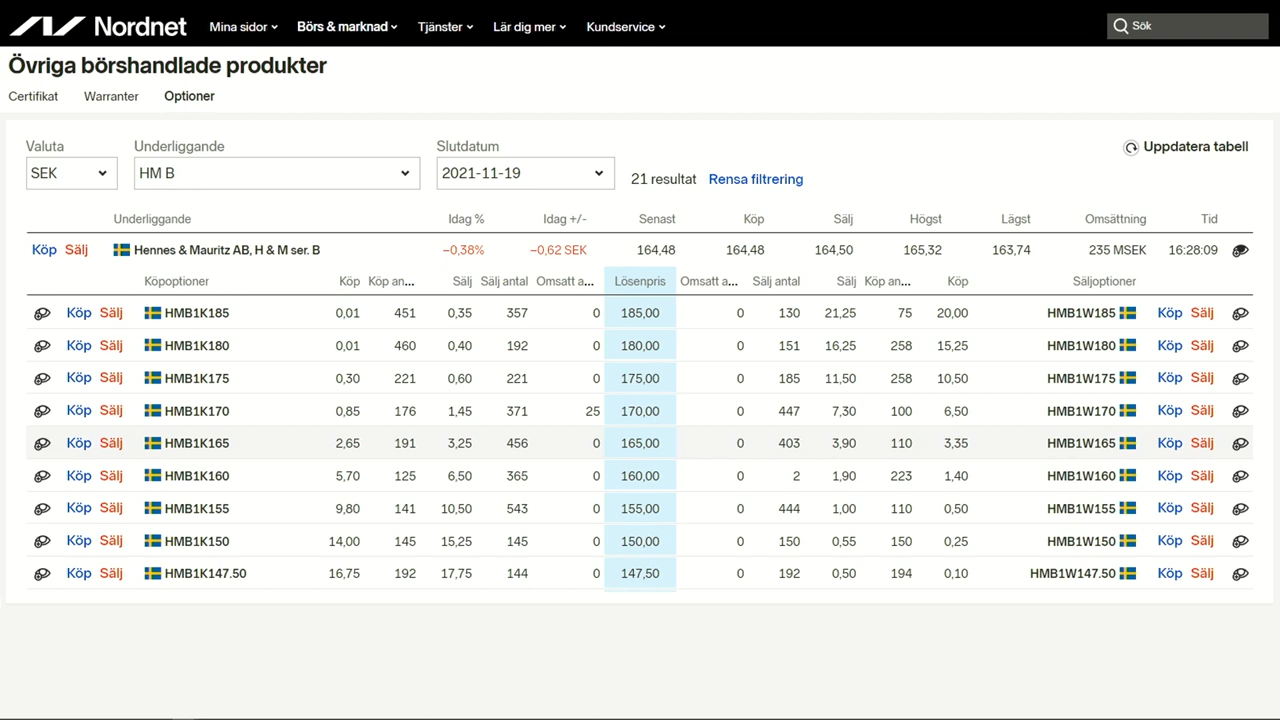 Nordnet Mina sidor Börs & marknad Tjänster Lär dig mer Kundservice Sök
Övriga börshandlade produkter
Certifikat Warranter Optioner
Valuta Underliggande Slutdatum Uppdatera tabell
SEK HM B 2021-11-19 21 resultat Rensa filtrering
Underliggande Idag % Idag +/- Senast Köp Sälj Högst Lägst Omsättning Tid
Köp Sälj Hennes & Mauritz AB, H & M ser. B −0,38% −0,62 SEK 164,48 164,48 164,50 165,32 163,74 235 MSEK 16:28:09
Köpoptioner Köp Köp an... Sälj Sälj antal Omsatt a... Lösenpris Omsatt a... Sälj antal Sälj Köp an... Köp Säljoptioner
Köp Sälj HMB1K185 0,01 451 0,35 357 0 185,00 0 130 21,25 75 20,00 HMB1W185 Köp Sälj
Köp Sälj HMB1K180 0,01 460 0,40 192 0 180,00 0 151 16,25 258 15,25 HMB1W180 Köp Sälj
Köp Sälj HMB1K175 0,30 221 0,60 221 0 175,00 0 185 11,50 258 10,50 HMB1W175 Köp Sälj
Köp Sälj HMB1K170 0,85 176 1,45 371 25 170,00 0 447 7,30 100 6,50 HMB1W170 Köp Sälj
Köp Sälj HMB1K165 2,65 191 3,25 456 0 165,00 0 403 3,90 110 3,35 HMB1W165 Köp Sälj
Köp Sälj HMB1K160 5,70 125 6,50 365 0 160,00 0 2 1,90 223 1,40 HMB1W160 Köp Sälj
Köp Sälj HMB1K155 9,80 141 10,50 543 0 155,00 0 444 1,00 110 0,50 HMB1W155 Köp Sälj
Köp Sälj HMB1K150 14,00 145 15,25 145 0 150,00 0 150 0,55 150 0,25 HMB1W150 Köp Sälj
Köp Sälj HMB1K147.50 16,75 192 17,75 144 0 147,50 0 192 0,50 194 0,10 HMB1W147.50 Köp Sälj